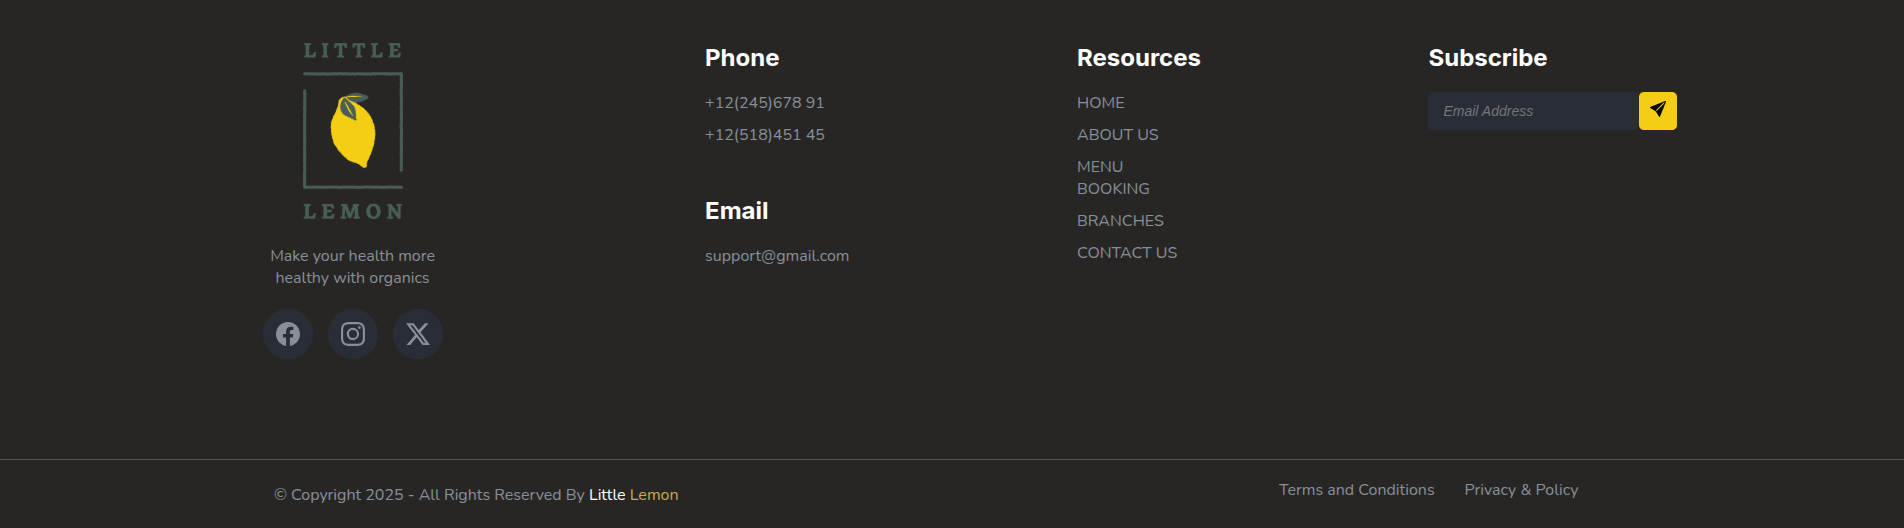 LITTLE
LEMON
Make your health more
healthy with organics
Phone
+12(245)678 91
+12(518)451 45
Email
support@gmail.com
Resources
HOME
ABOUT US
MENU
BOOKING
BRANCHES
CONTACT US
Subscribe
Email Address
© Copyright 2025 - All Rights Reserved By Little Lemon
Terms and Conditions
Privacy & Policy